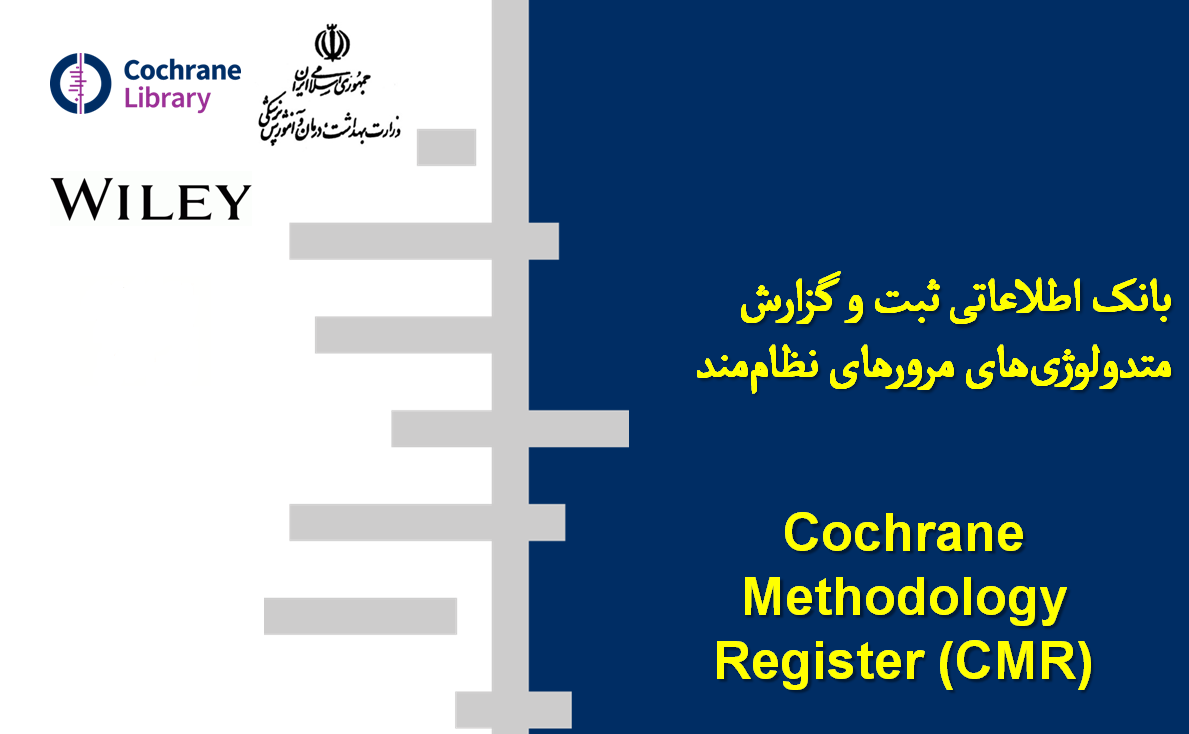 Cochrane
Library
جمهوری اسلامی ایران
وزارت بهداشت، درمان و آموزش پزشکی
WILEY
بانک اطلاعاتی ثبت و گزارش
متدولوژی‌های مرورهای نظام‌مند
Cochrane
Methodology
Register (CMR)